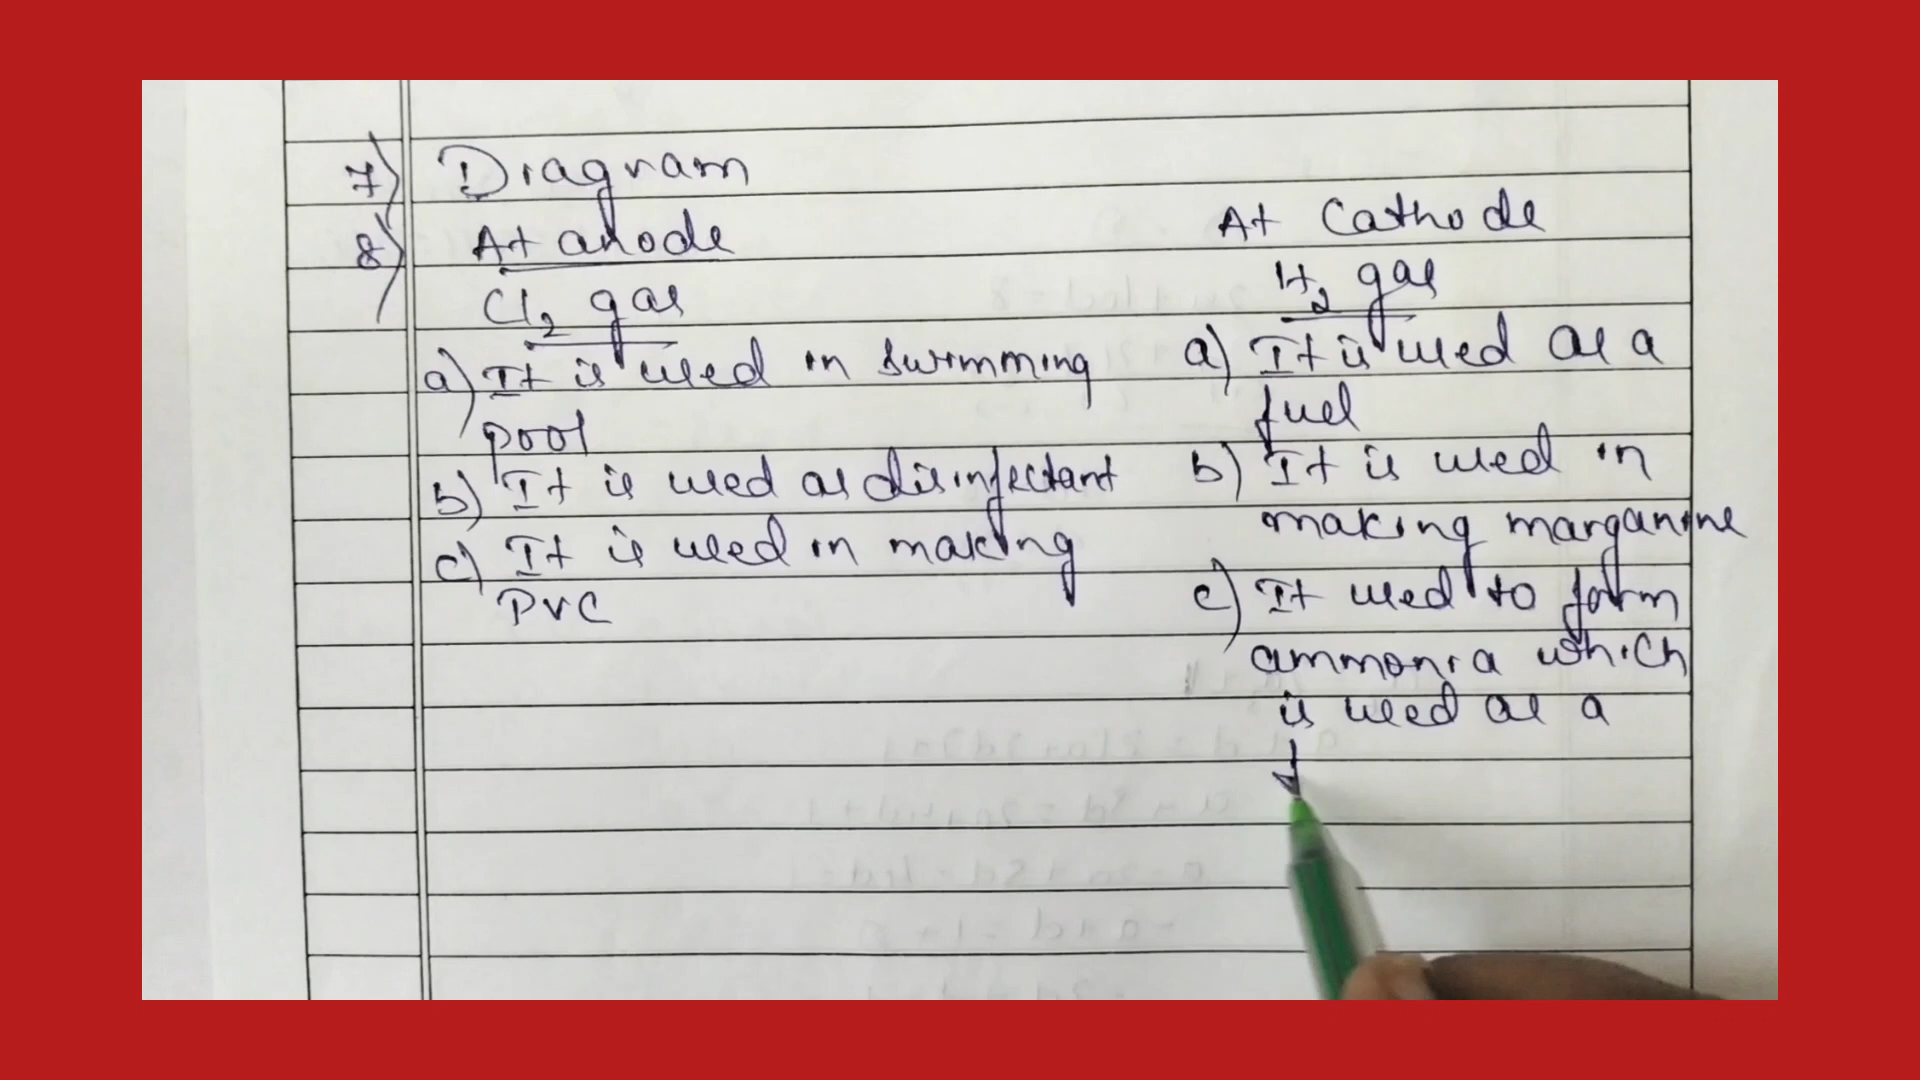 7) Diagram
8) At anode
Cl2 gas
a) It is used in swimming
pool
b) It is used as disinfectant
c) It is used in making
PVC
At Cathode
H2 gas
a) It is used as a
fuel
b) It is used in
making marganine
c) It used to form
ammonia which
is used as a